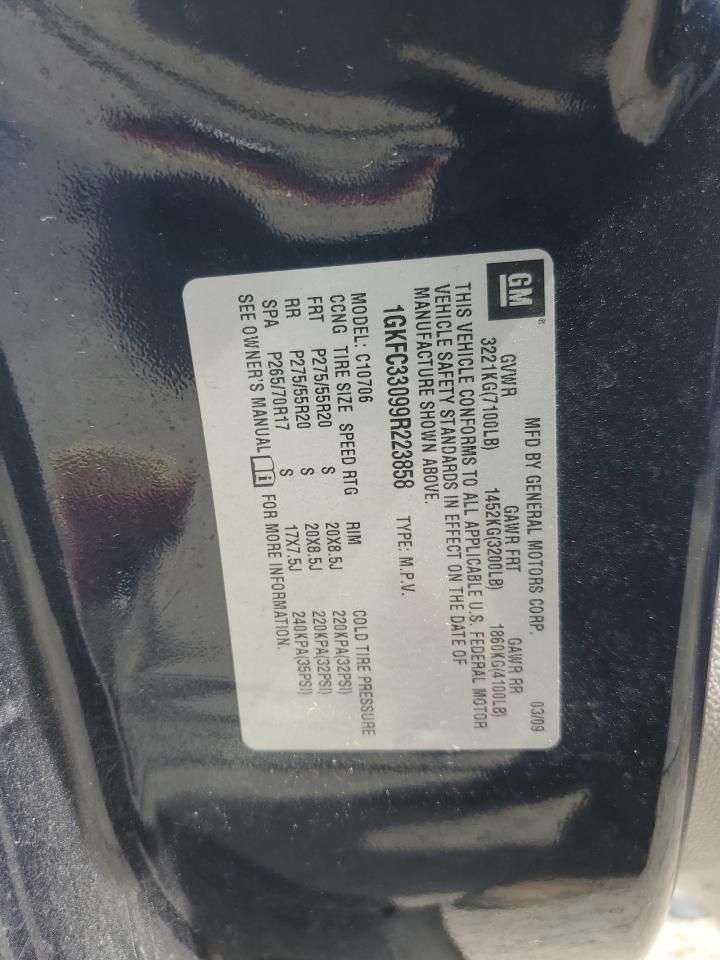 GM®
MFD BY GENERAL MOTORS CORP. 03/09
GVWR GAWR FRT GAWR RR
3221KG(7100LB) 1452KG(3200LB) 1860KG(4100LB)
THIS VEHICLE CONFORMS TO ALL APPLICABLE U.S. FEDERAL MOTOR
VEHICLE SAFETY STANDARDS IN EFFECT ON THE DATE OF
MANUFACTURE SHOWN ABOVE.
1GKFC33099R223858 TYPE: M.P.V.
MODEL: C10706
CCNG TIRE SIZE SPEED RTG RIM COLD TIRE PRESSURE
FRT P275/55R20 S 20X8.5J 220KPA(32PSI)
RR P275/55R20 S 20X8.5J 220KPA(32PSI)
SPA P265/70R17 S 17X7.5J 240KPA(35PSI)
SEE OWNER'S MANUAL i FOR MORE INFORMATION.